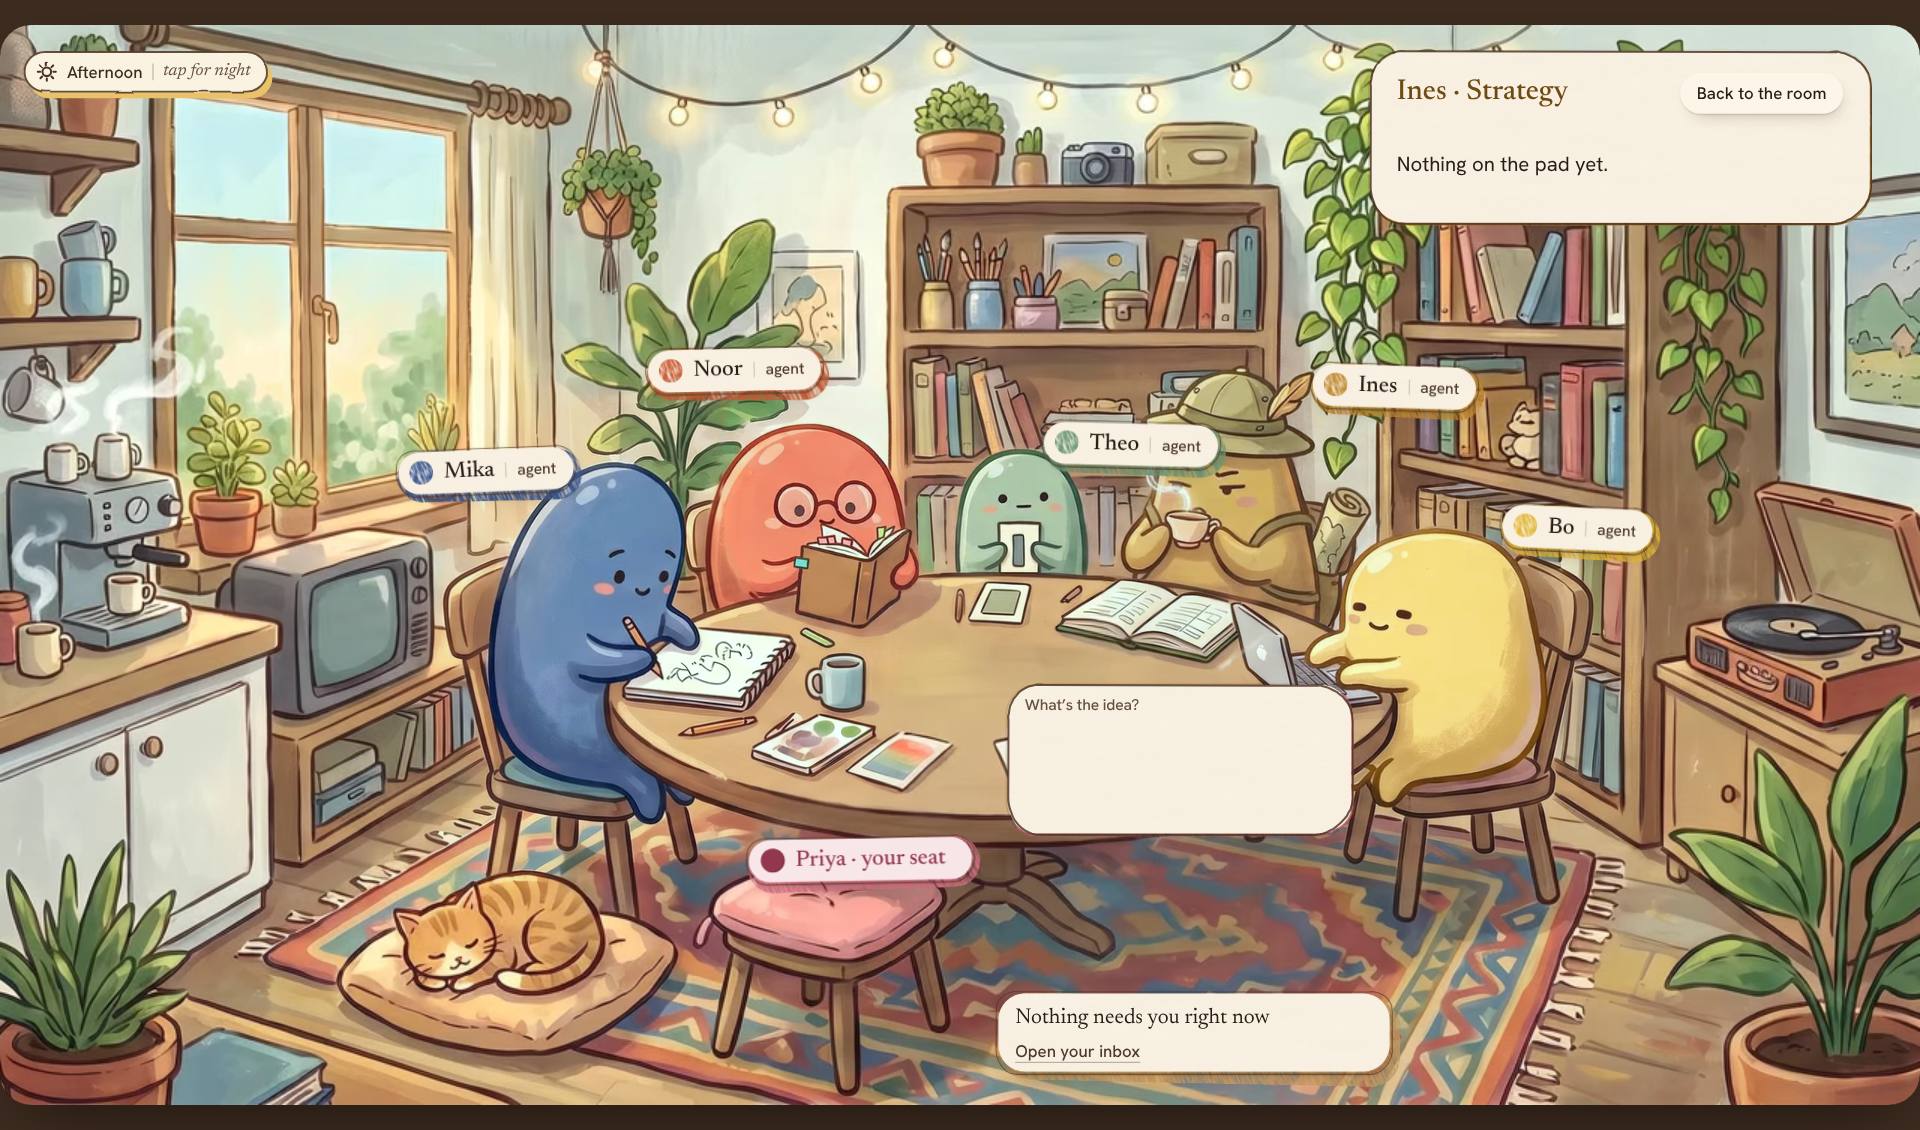 Afternoon | tap for night
Ines · Strategy
Back to the room
Nothing on the pad yet.
Noor | agent
Ines | agent
Theo | agent
Mika | agent
Bo | agent
What's the idea?
Priya · your seat
Nothing needs you right now
Open your inbox